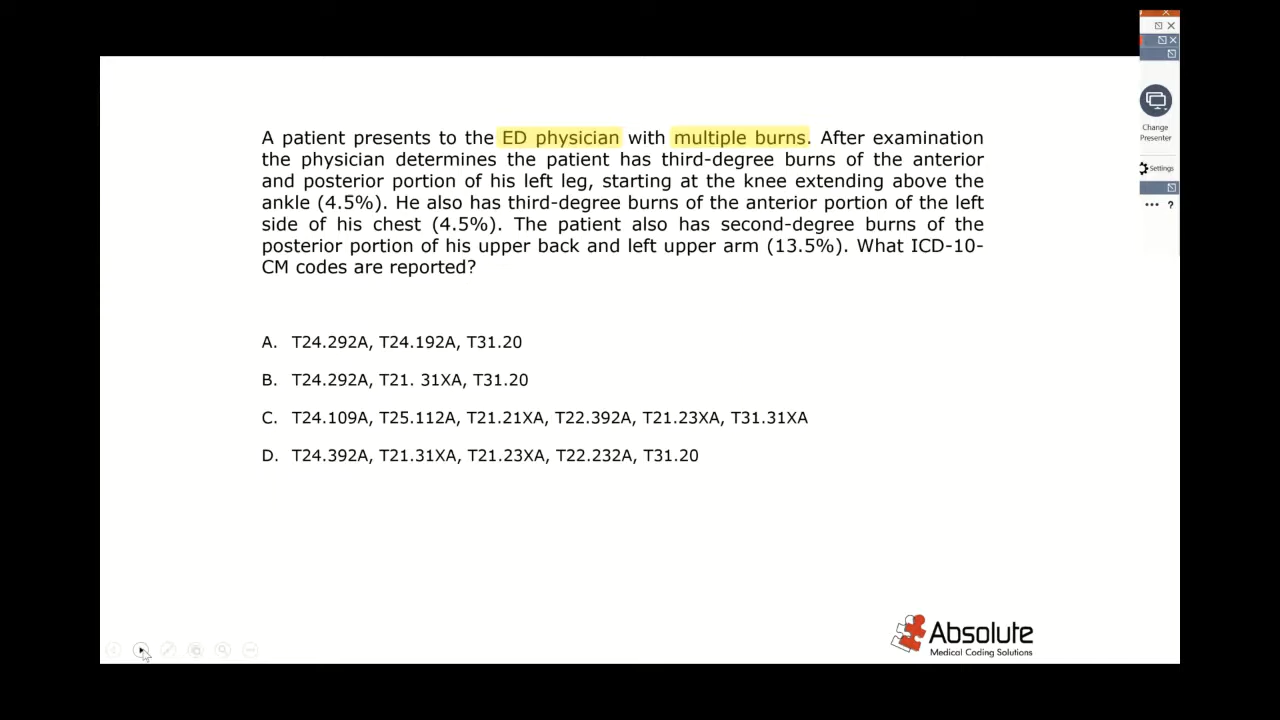 A patient presents to the ED physician with multiple burns. After examination
the physician determines the patient has third-degree burns of the anterior
and posterior portion of his left leg, starting at the knee extending above the
ankle (4.5%). He also has third-degree burns of the anterior portion of the left
side of his chest (4.5%). The patient also has second-degree burns of the
posterior portion of his upper back and left upper arm (13.5%). What ICD-10-
CM codes are reported?
A. T24.292A, T24.192A, T31.20
B. T24.292A, T21. 31XA, T31.20
C. T24.109A, T25.112A, T21.21XA, T22.392A, T21.23XA, T31.31XA
D. T24.392A, T21.31XA, T21.23XA, T22.232A, T31.20
Absolute
Medical Coding Solutions
Change
Presenter
Settings
... ?